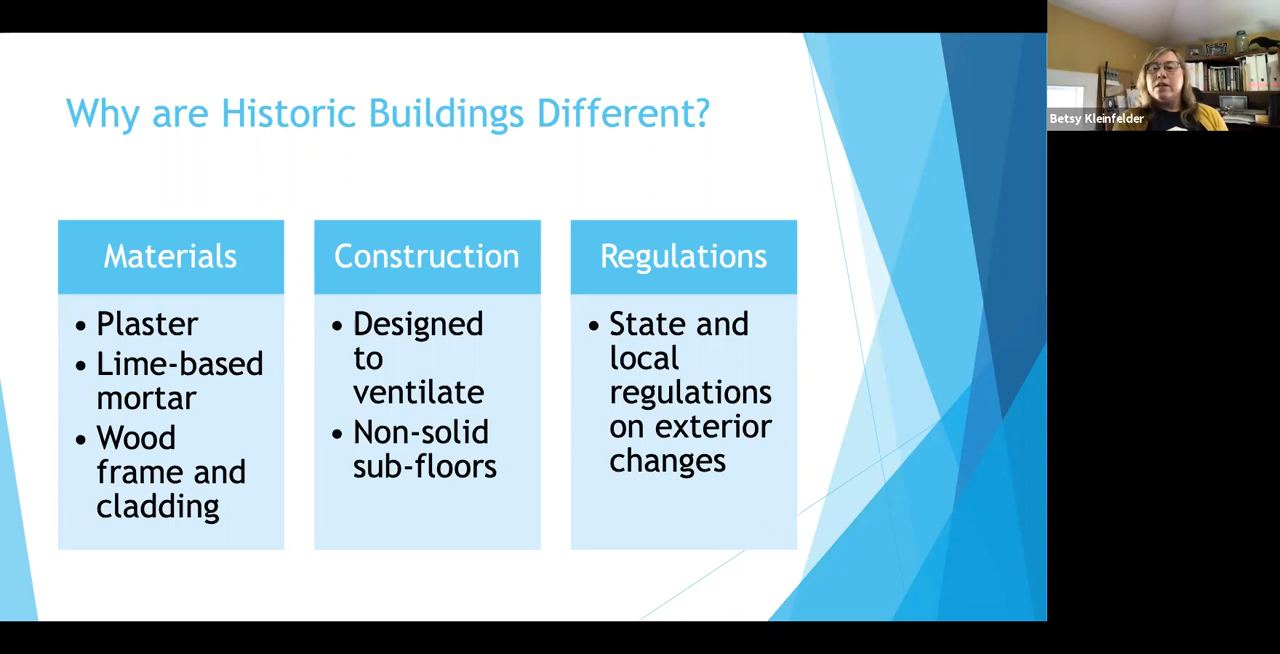 Why are Historic Buildings Different?
Materials
• Plaster
• Lime-based
mortar
• Wood
frame and
cladding
Construction
• Designed
to
ventilate
• Non-solid
sub-floors
Regulations
• State and
local
regulations
on exterior
changes
Betsy Kleinfelder